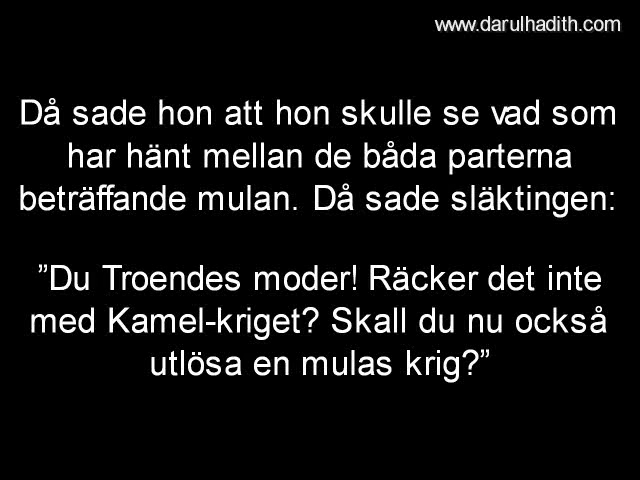 www.darulhadith.com
Då sade hon att hon skulle se vad som
har hänt mellan de båda parterna
beträffande mulan. Då sade släktingen:
”Du Troendes moder! Räcker det inte
med Kamel-kriget? Skall du nu också
utlösa en mulas krig?”